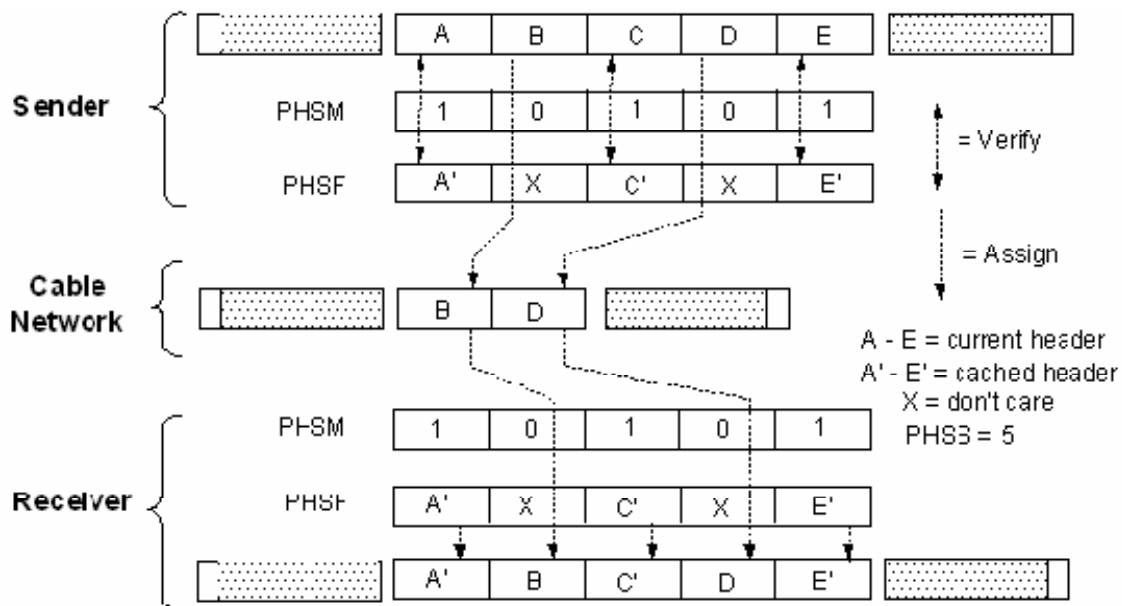 A B C D E
Sender
PHSM 1 0 1 0 1
= Verify
PHSF A' X C' X E'
= Assign
Cable
Network
B D
A - E = current header
A' - E' = cached header
X = don't care
PHSS = 5
PHSM 1 0 1 0 1
Receiver
PHSF A' X C' X E'
A' B C' D E'